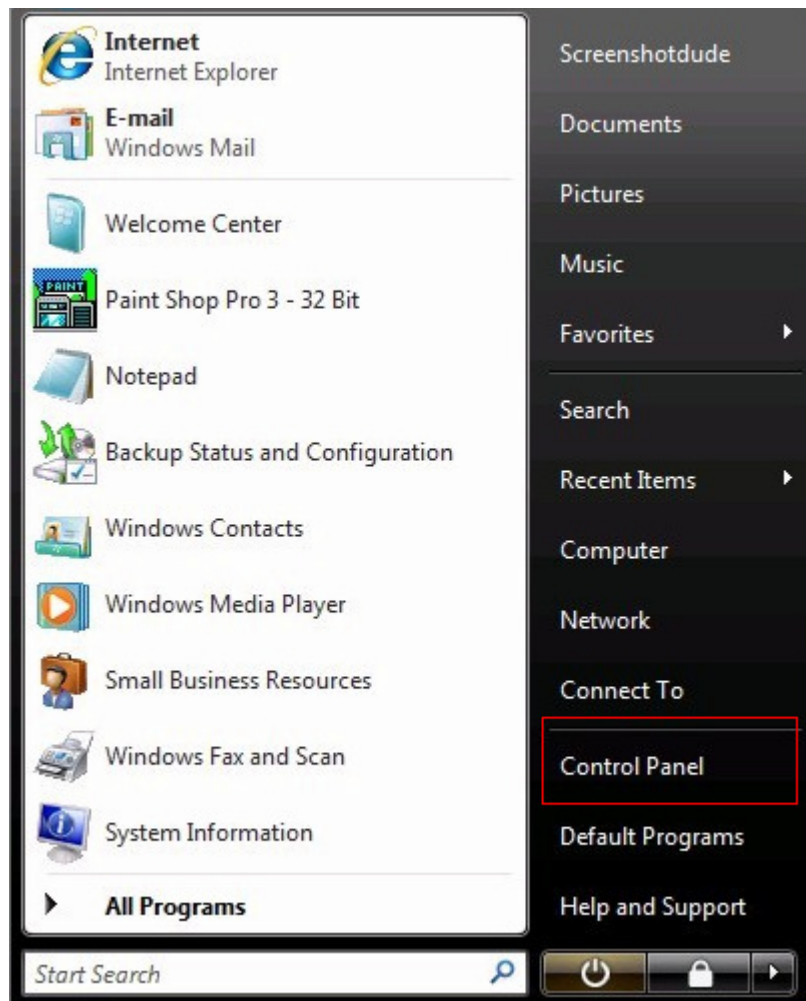 Internet
Internet Explorer
E-mail
Windows Mail
Welcome Center
PAINT
Paint Shop Pro 3 - 32 Bit
Notepad
Backup Status and Configuration
Windows Contacts
Windows Media Player
Small Business Resources
Windows Fax and Scan
System Information
All Programs
Start Search
Screenshotdude
Documents
Pictures
Music
Favorites
Search
Recent Items
Computer
Network
Connect To
Control Panel
Default Programs
Help and Support